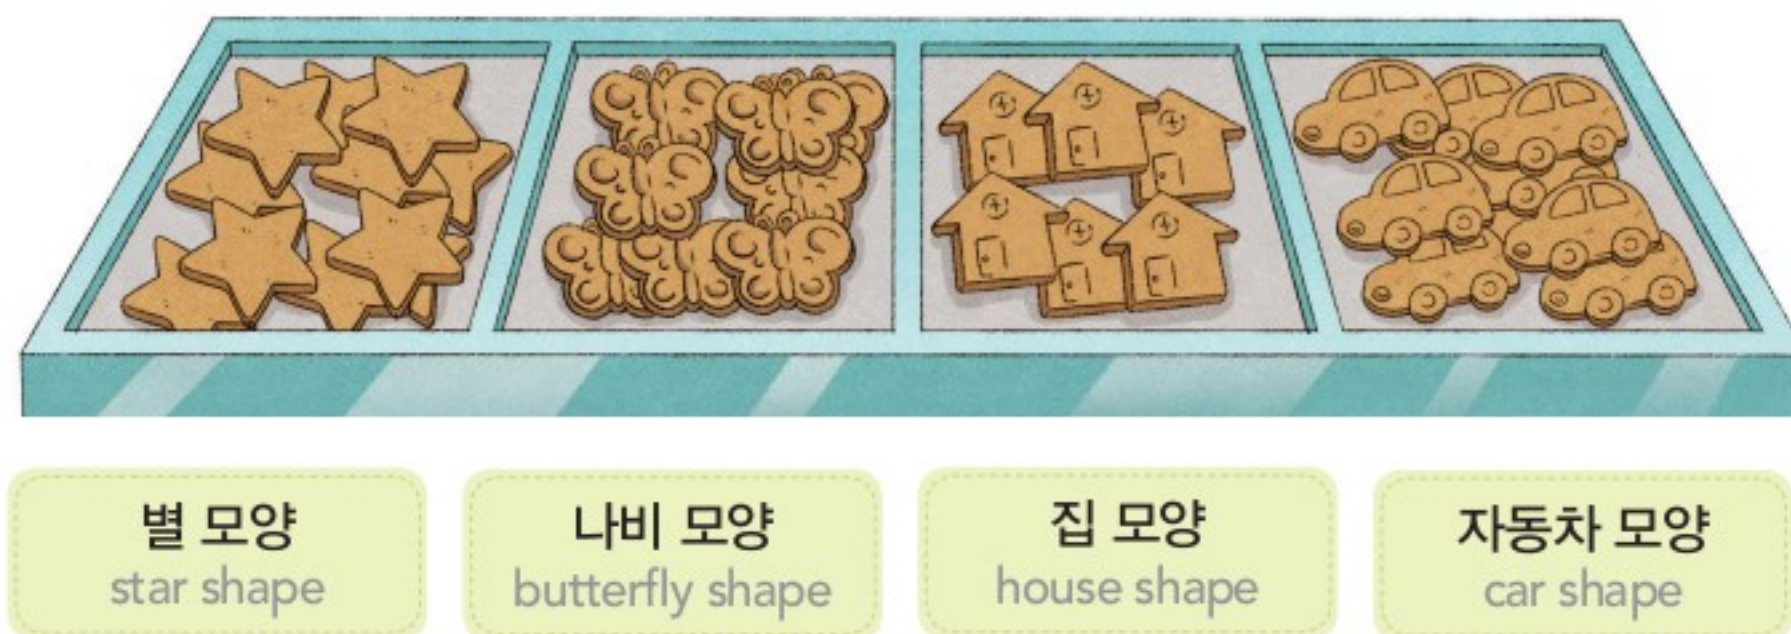 별 모양
star shape
나비 모양
butterfly shape
집 모양
house shape
자동차 모양
car shape